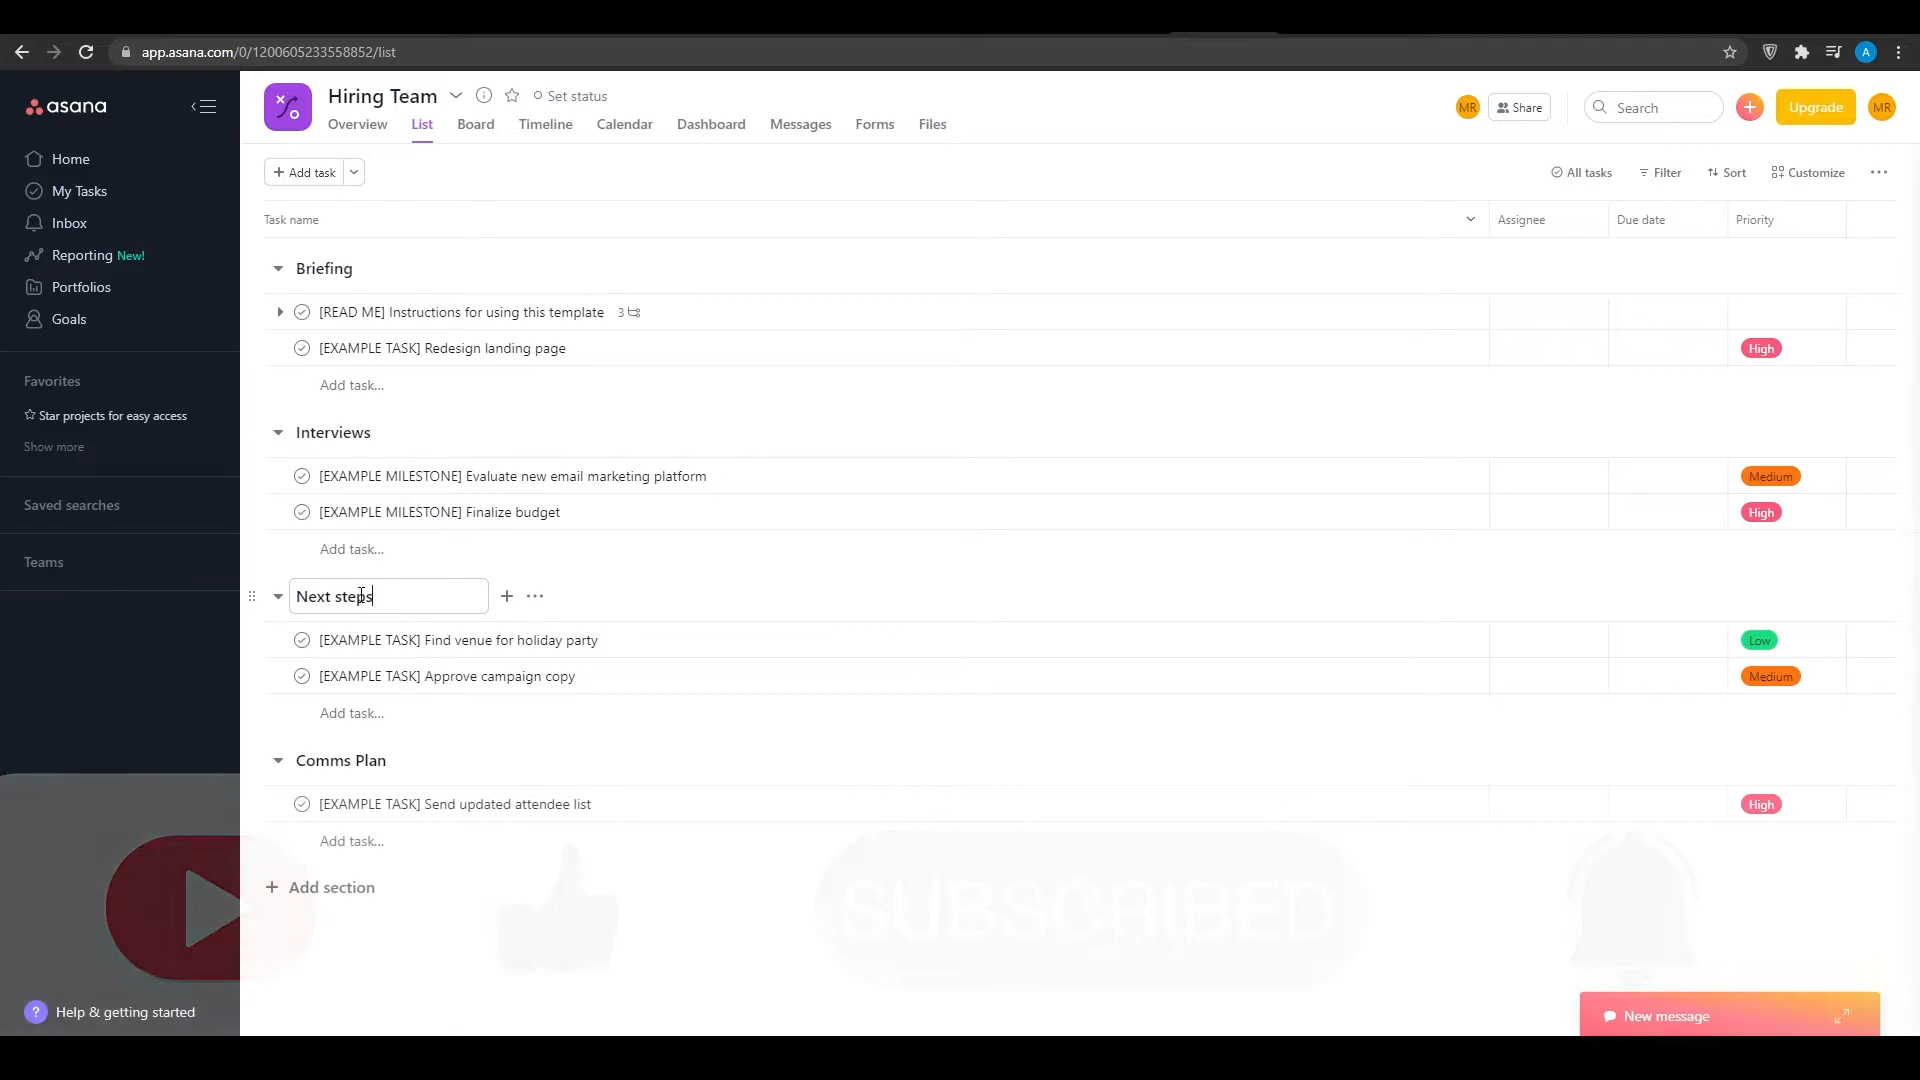 app.asana.com/0/1200605233558852/list
A
asana
Hiring Team
Set status
MR
Share
Search
Upgrade
MR
Overview
List
Board
Timeline
Calendar
Dashboard
Messages
Forms
Files
Home
My Tasks
Inbox
Reporting New!
Portfolios
Goals
Favorites
Star projects for easy access
Show more
Saved searches
Teams
Help & getting started
+ Add task
All tasks
Filter
Sort
Customize
Task name
Assignee
Due date
Priority
Briefing
[READ ME] Instructions for using this template 3
[EXAMPLE TASK] Redesign landing page High
Add task...
Interviews
[EXAMPLE MILESTONE] Evaluate new email marketing platform Medium
[EXAMPLE MILESTONE] Finalize budget High
Add task...
Next steps
[EXAMPLE TASK] Find venue for holiday party Low
[EXAMPLE TASK] Approve campaign copy Medium
Add task...
Comms Plan
[EXAMPLE TASK] Send updated attendee list High
Add task...
+ Add section
SUBSCRIBED
New message